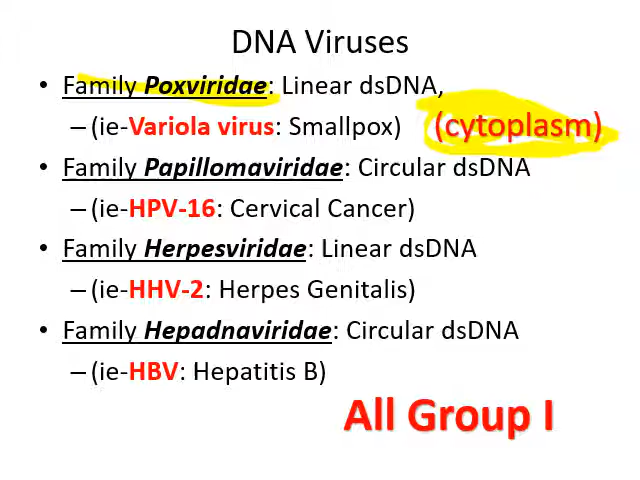 DNA Viruses
• Family Poxviridae: Linear dsDNA,
–(ie-Variola virus: Smallpox) (cytoplasm)
• Family Papillomaviridae: Circular dsDNA
–(ie-HPV-16: Cervical Cancer)
• Family Herpesviridae: Linear dsDNA
–(ie-HHV-2: Herpes Genitalis)
• Family Hepadnaviridae: Circular dsDNA
–(ie-HBV: Hepatitis B)
All Group I